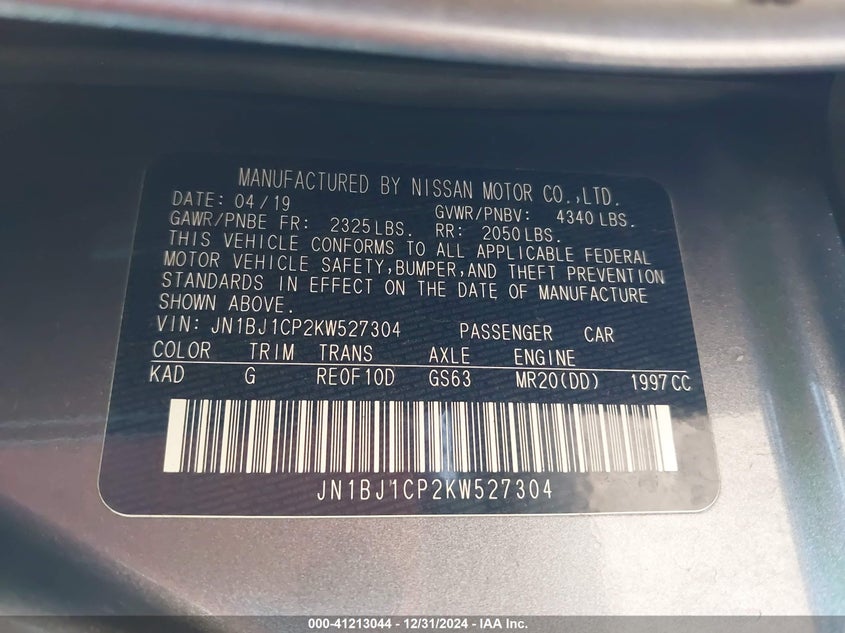 MANUFACTURED BY NISSAN MOTOR CO.,LTD.
DATE: 04/19 GVWR/PNBV: 4340 LBS.
GAWR/PNBE FR: 2325 LBS. RR: 2050 LBS.
THIS VEHICLE CONFORMS TO ALL APPLICABLE FEDERAL
MOTOR VEHICLE SAFETY, BUMPER, AND THEFT PREVENTION
STANDARDS IN EFFECT ON THE DATE OF MANUFACTURE
SHOWN ABOVE.
VIN: JN1BJ1CP2KW527304 PASSENGER CAR
COLOR TRIM TRANS AXLE ENGINE
KAD G RE0F10D GS63 MR20(DD) 1997CC
JN1BJ1CP2KW527304
000-41213044 - 12/31/2024 - IAA Inc.